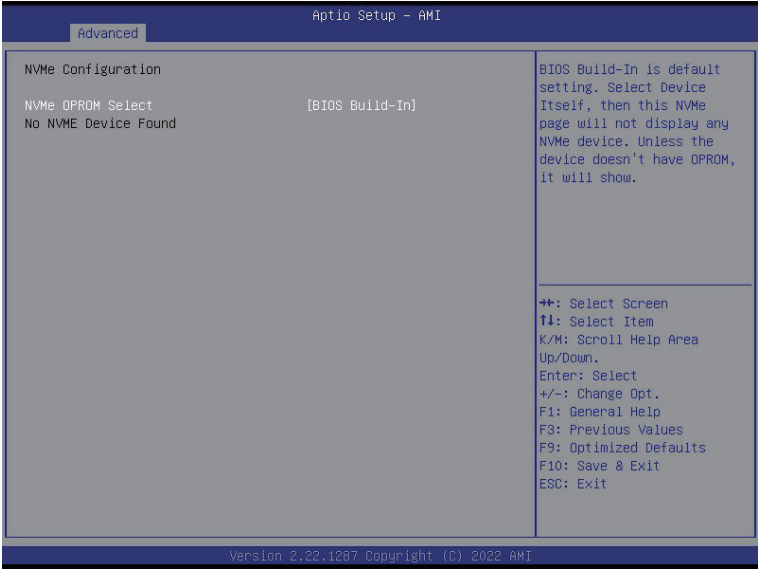 Aptio Setup – AMI
Advanced
NVMe Configuration
NVMe OPROM Select [BIOS Build-In]
No NVME Device Found
BIOS Build-In is default
setting. Select Device
Itself, then this NVMe
page will not display any
NVMe device. Unless the
device doesn't have OPROM,
it will show.
→←: Select Screen
↑↓: Select Item
K/M: Scroll Help Area
Up/Down.
Enter: Select
+/-: Change Opt.
F1: General Help
F3: Previous Values
F9: Optimized Defaults
F10: Save & Exit
ESC: Exit
Version 2.22.1287 Copyright (C) 2022 AMI